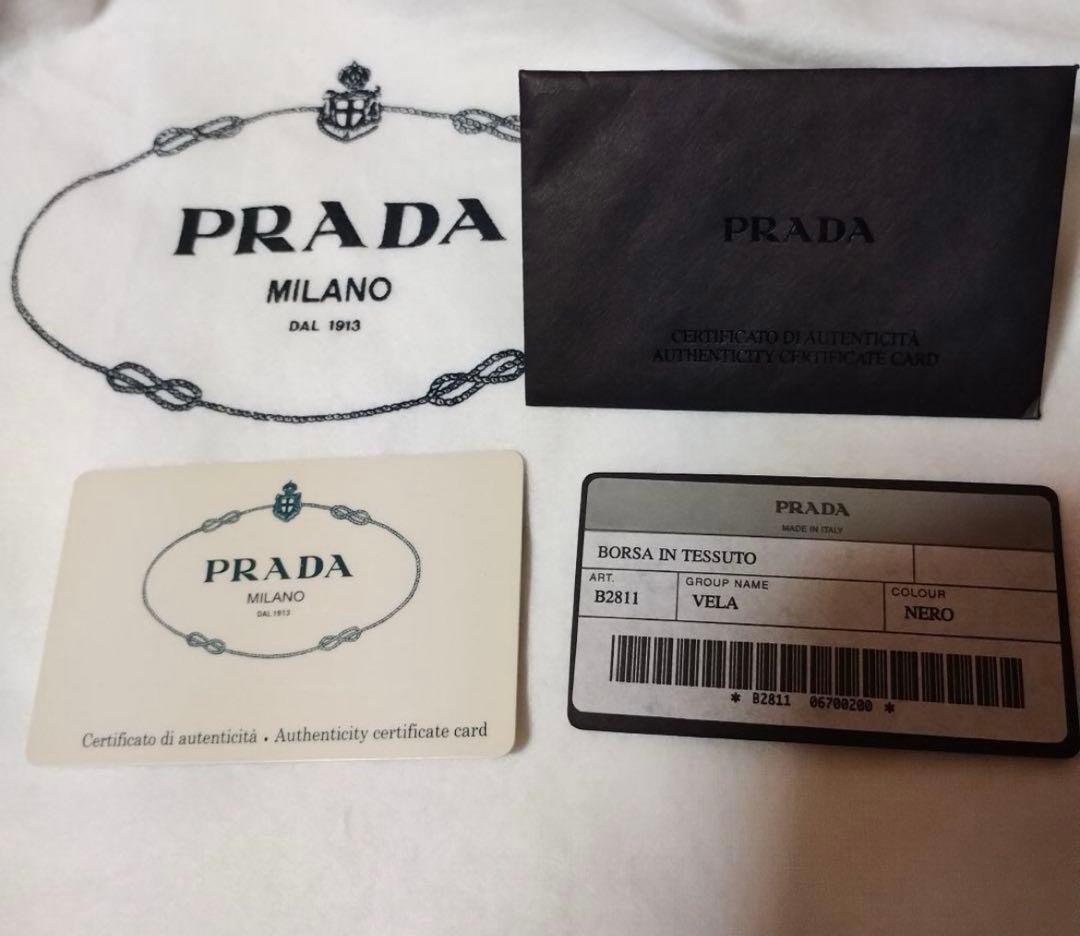 PRADA
MILANO
DAL 1913
PRADA
CERTIFICATO DI AUTENTICITÀ
AUTHENTICITY CERTIFICATE CARD
PRADA
MILANO
DAL 1913
Certificato di autenticità • Authenticity certificate card
PRADA
MADE IN ITALY
BORSA IN TESSUTO
ART. GROUP NAME COLOUR
B2811 VELA NERO
* B2811 06700200 *